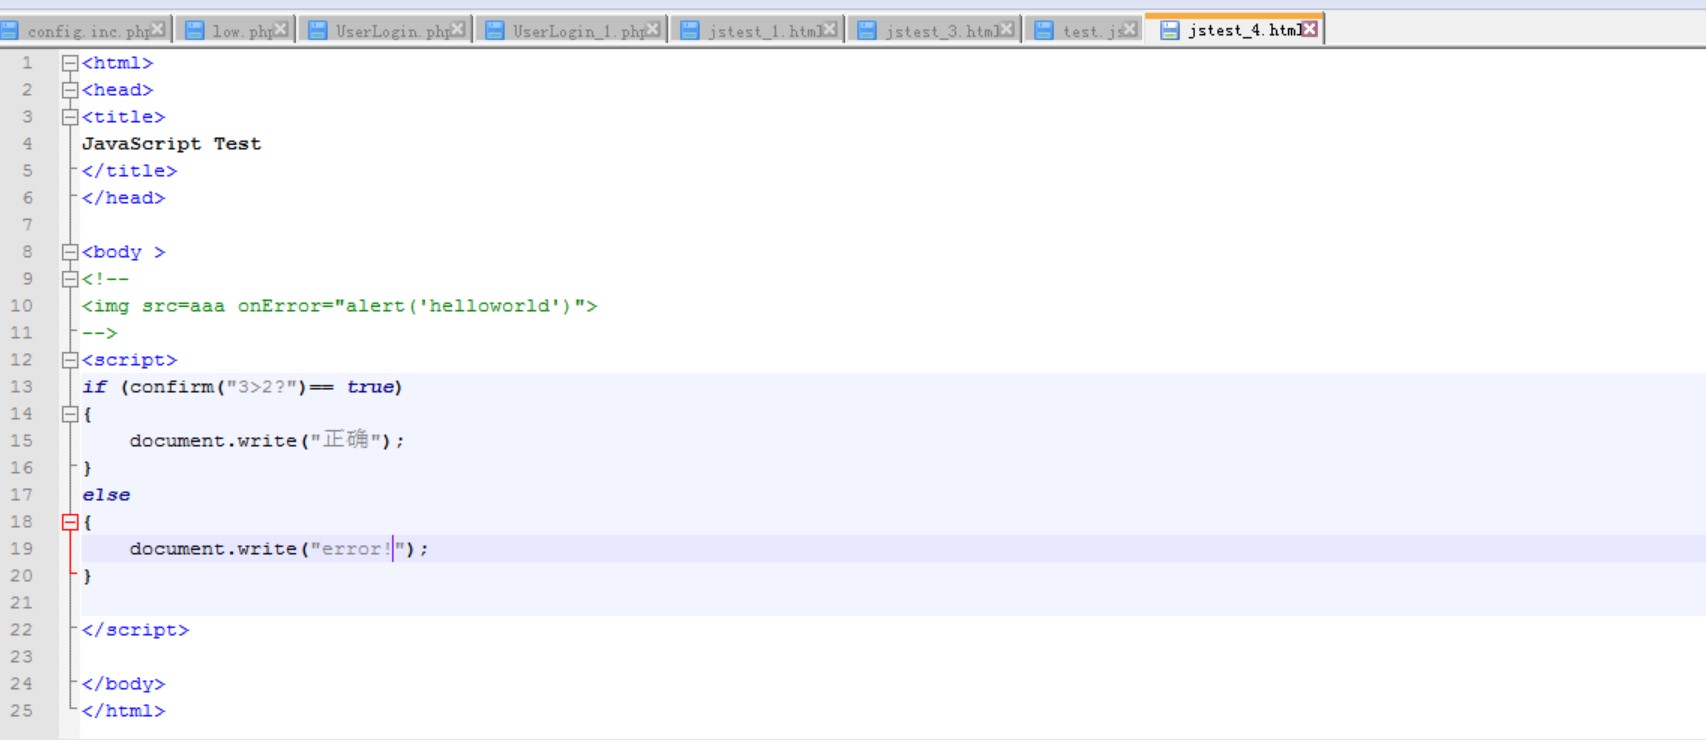 config.inc.php low.php UserLogin.php UserLogin_1.php jstest_1.html jstest_3.html test.js jstest_4.html
1 <html>
2 <head>
3 <title>
4 JavaScript Test
5 </title>
6 </head>
7
8 <body >
9 <!--
10 <img src=aaa onError="alert('helloworld')">
11 -->
12 <script>
13 if (confirm("3>2?")== true)
14 {
15 document.write("正确");
16 }
17 else
18 {
19 document.write("error!");
20 }
21
22 </script>
23
24 </body>
25 </html>